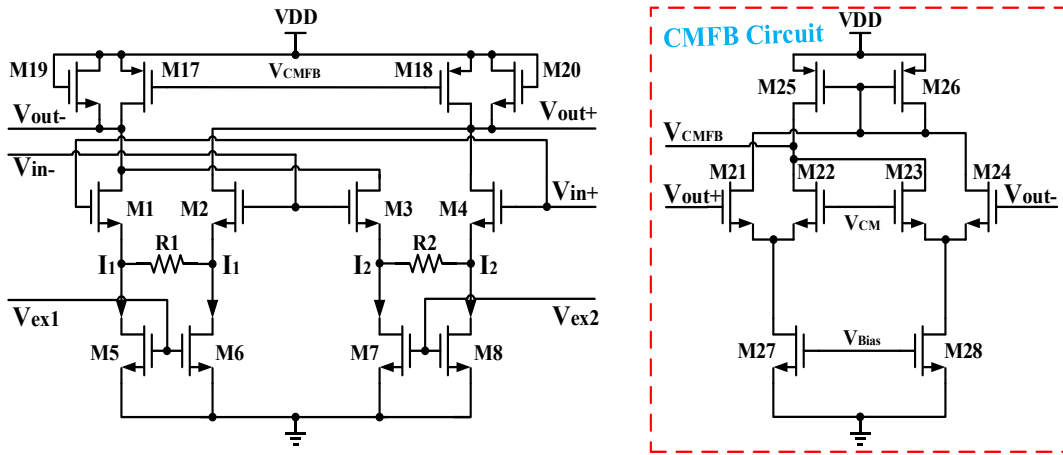 VDD
M19
M17
VCMFB
M18
M20
Vout-
Vout+
Vin-
Vin+
M1
M2
M3
M4
R1
R2
I1
I1
I2
I2
Vex1
Vex2
M5
M6
M7
M8
CMFB Circuit
VDD
M25
M26
VCMFB
M21
M22
M23
M24
Vout+
VCM
Vout-
M27
VBias
M28